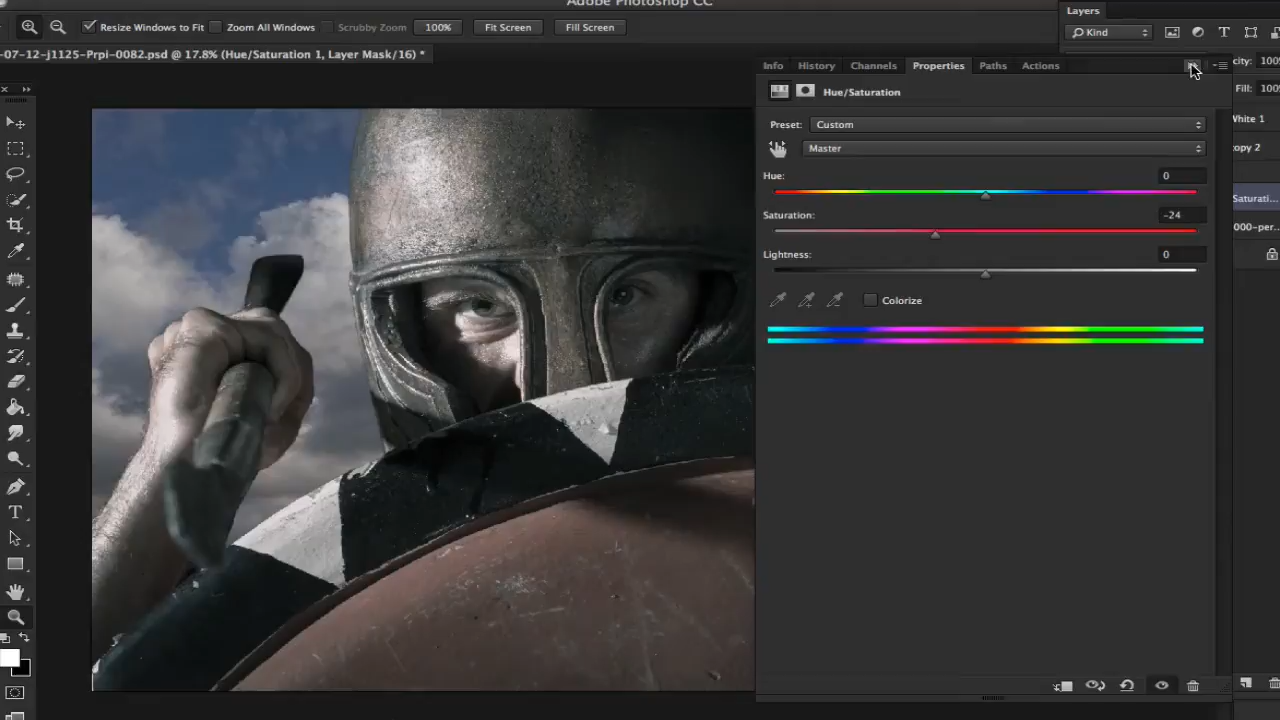 Adobe Photoshop CC
Layers
Resize Windows to Fit Zoom All Windows Scrubby Zoom 100% Fit Screen Fill Screen
Kind
-07-12-j1125-Prpi-0082.psd @ 17.8% (Hue/Saturation 1, Layer Mask/16) *
Info History Channels Properties Paths Actions
city: 100%
Hue/Saturation
Fill: 100%
Preset: Custom
White 1
Master
opy 2
Hue: 0
Saturati...
Saturation: -24
000-per...
Lightness: 0
Colorize